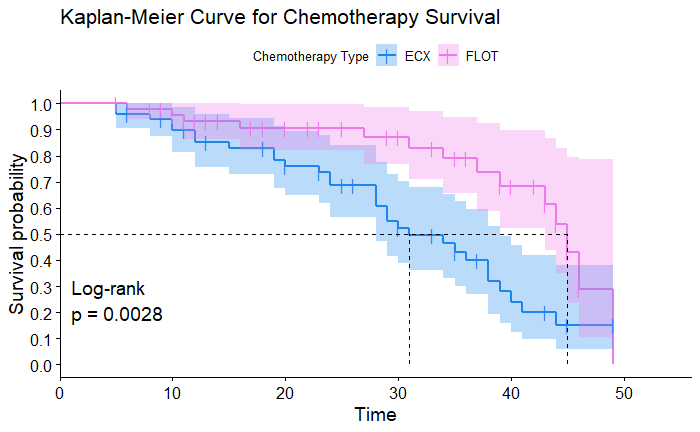 Kaplan-Meier Curve for Chemotherapy Survival
Chemotherapy Type ECX FLOT
Survival probability
1.0
0.9
0.8
0.7
0.6
0.5
0.4
0.3
0.2
0.1
0.0
Log-rank
p = 0.0028
0 10 20 30 40 50
Time